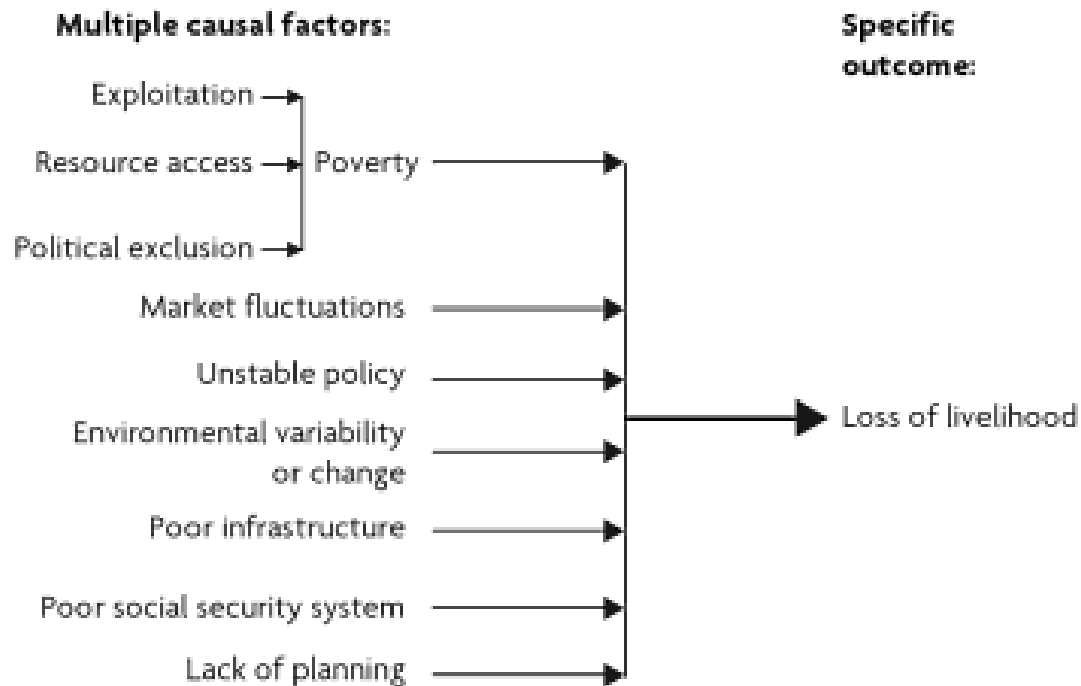 Multiple causal factors:
Specific
outcome:
Exploitation
Resource access
Poverty
Political exclusion
Market fluctuations
Unstable policy
Environmental variability
or change
Loss of livelihood
Poor infrastructure
Poor social security system
Lack of planning